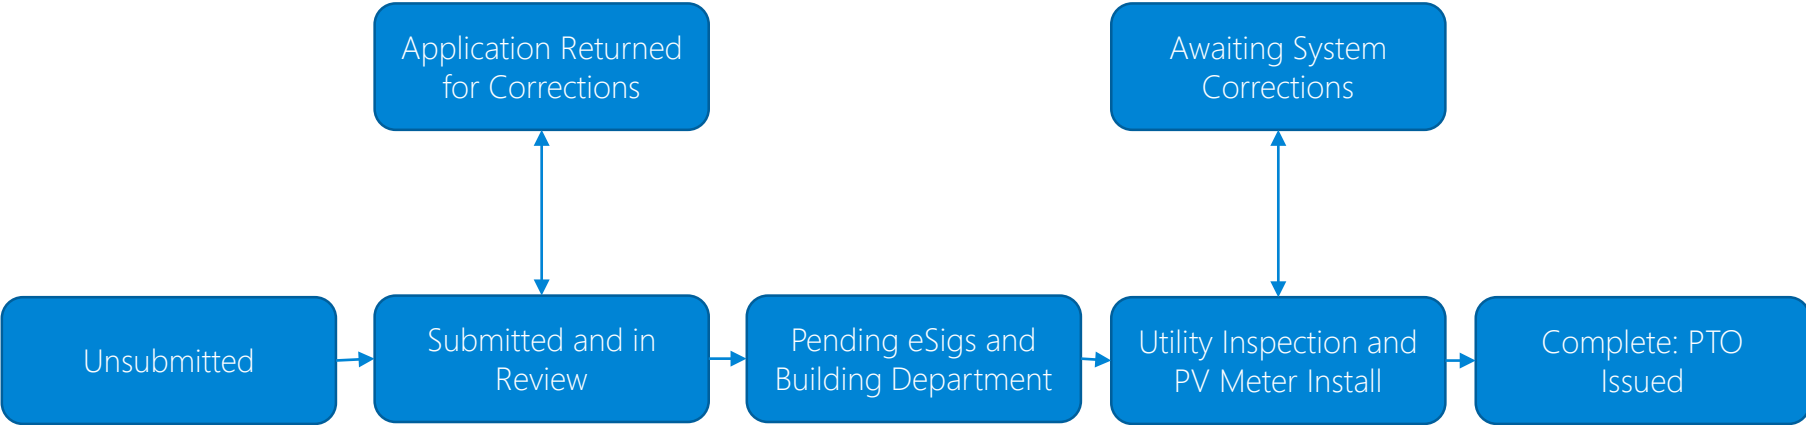 Application Returned
for Corrections
Awaiting System
Corrections
Unsubmitted
Submitted and in
Review
Pending eSigs and
Building Department
Utility Inspection and
PV Meter Install
Complete: PTO
Issued